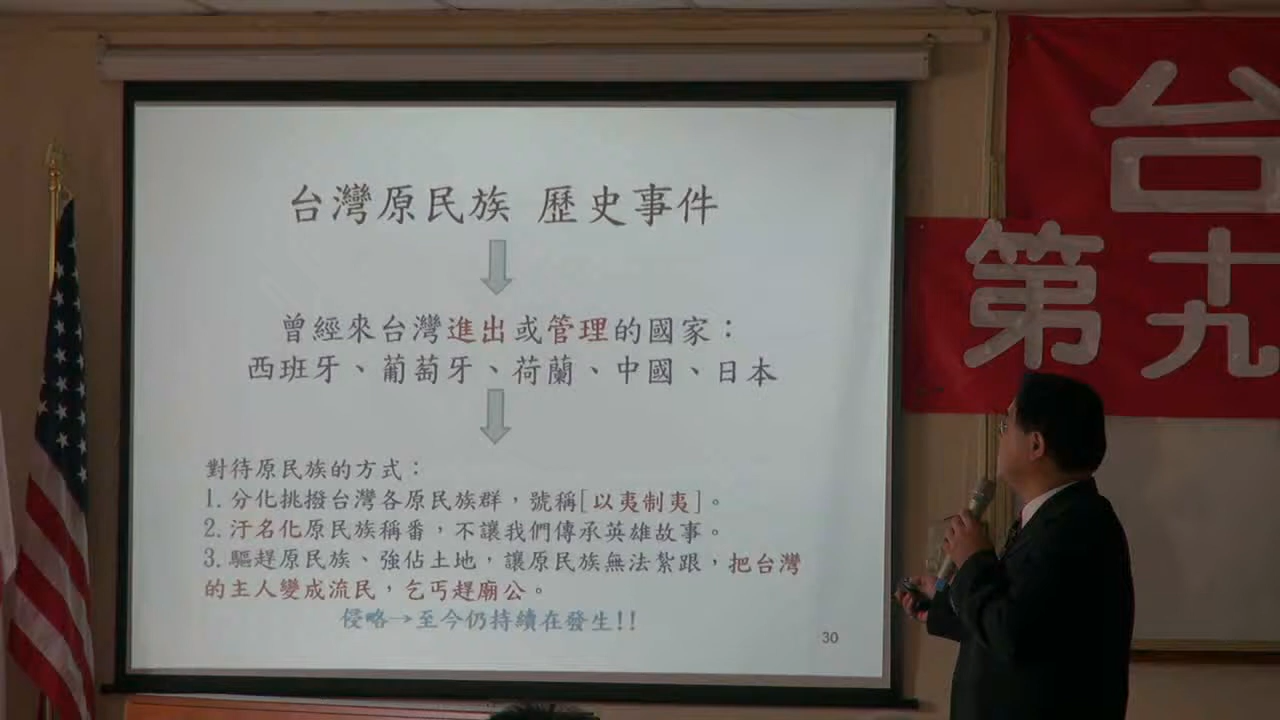 台灣原民族 歷史事件
曾經來台灣進出或管理的國家：
西班牙、葡萄牙、荷蘭、中國、日本
對待原民族的方式：
1. 分化挑撥台灣各原民族群，號稱[以夷制夷]。
2. 汙名化原民族稱番，不讓我們傳承英雄故事。
3. 驅趕原民族、強佔土地，讓原民族無法紮跟，把台灣
的主人變成流民，乞丐趕廟公。
侵略→至今仍持續在發生!!
30
台
第十九